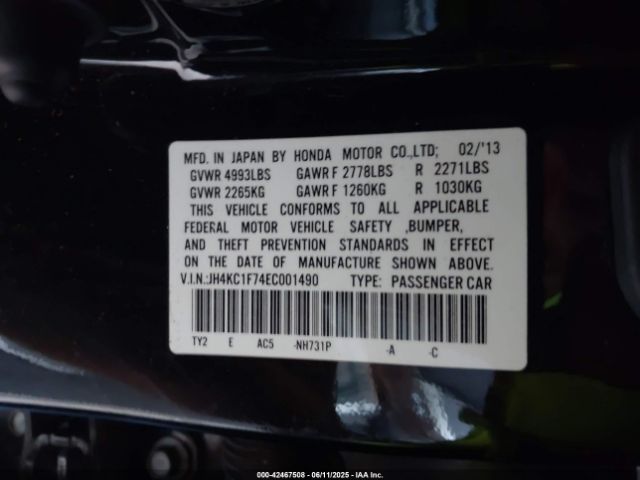 MFD. IN JAPAN BY HONDA MOTOR CO.,LTD; 02/'13
GVWR 4993LBS GAWR F 2778LBS R 2271LBS
GVWR 2265KG GAWR F 1260KG R 1030KG
THIS VEHICLE CONFORMS TO ALL APPLICABLE
FEDERAL MOTOR VEHICLE SAFETY ,BUMPER,
AND THEFT PREVENTION STANDARDS IN EFFECT
ON THE DATE OF MANUFACTURE SHOWN ABOVE.
V.I.N.:JH4KC1F74EC001490 TYPE: PASSENGER CAR
TY2 E AC5 -NH731P -A -C
000-42467508 - 06/11/2025 - IAA Inc.